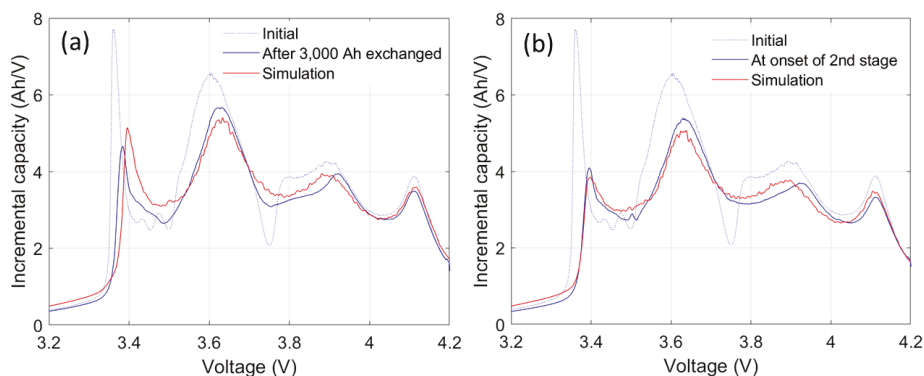 (a)
Initial
After 3,000 Ah exchanged
Simulation
Incremental capacity (Ah/V)
8
6
4
2
0
3.2 3.4 3.6 3.8 4 4.2
Voltage (V)
(b)
Initial
At onset of 2nd stage
Simulation
Incremental capacity (Ah/V)
8
6
4
2
0
3.2 3.4 3.6 3.8 4 4.2
Voltage (V)